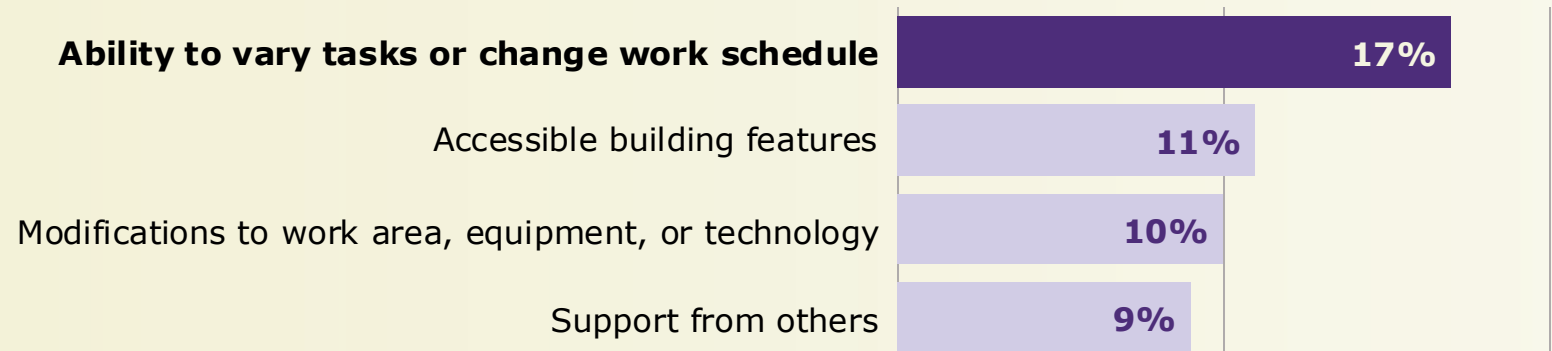 Ability to vary tasks or change work schedule 17%
Accessible building features 11%
Modifications to work area, equipment, or technology 10%
Support from others 9%